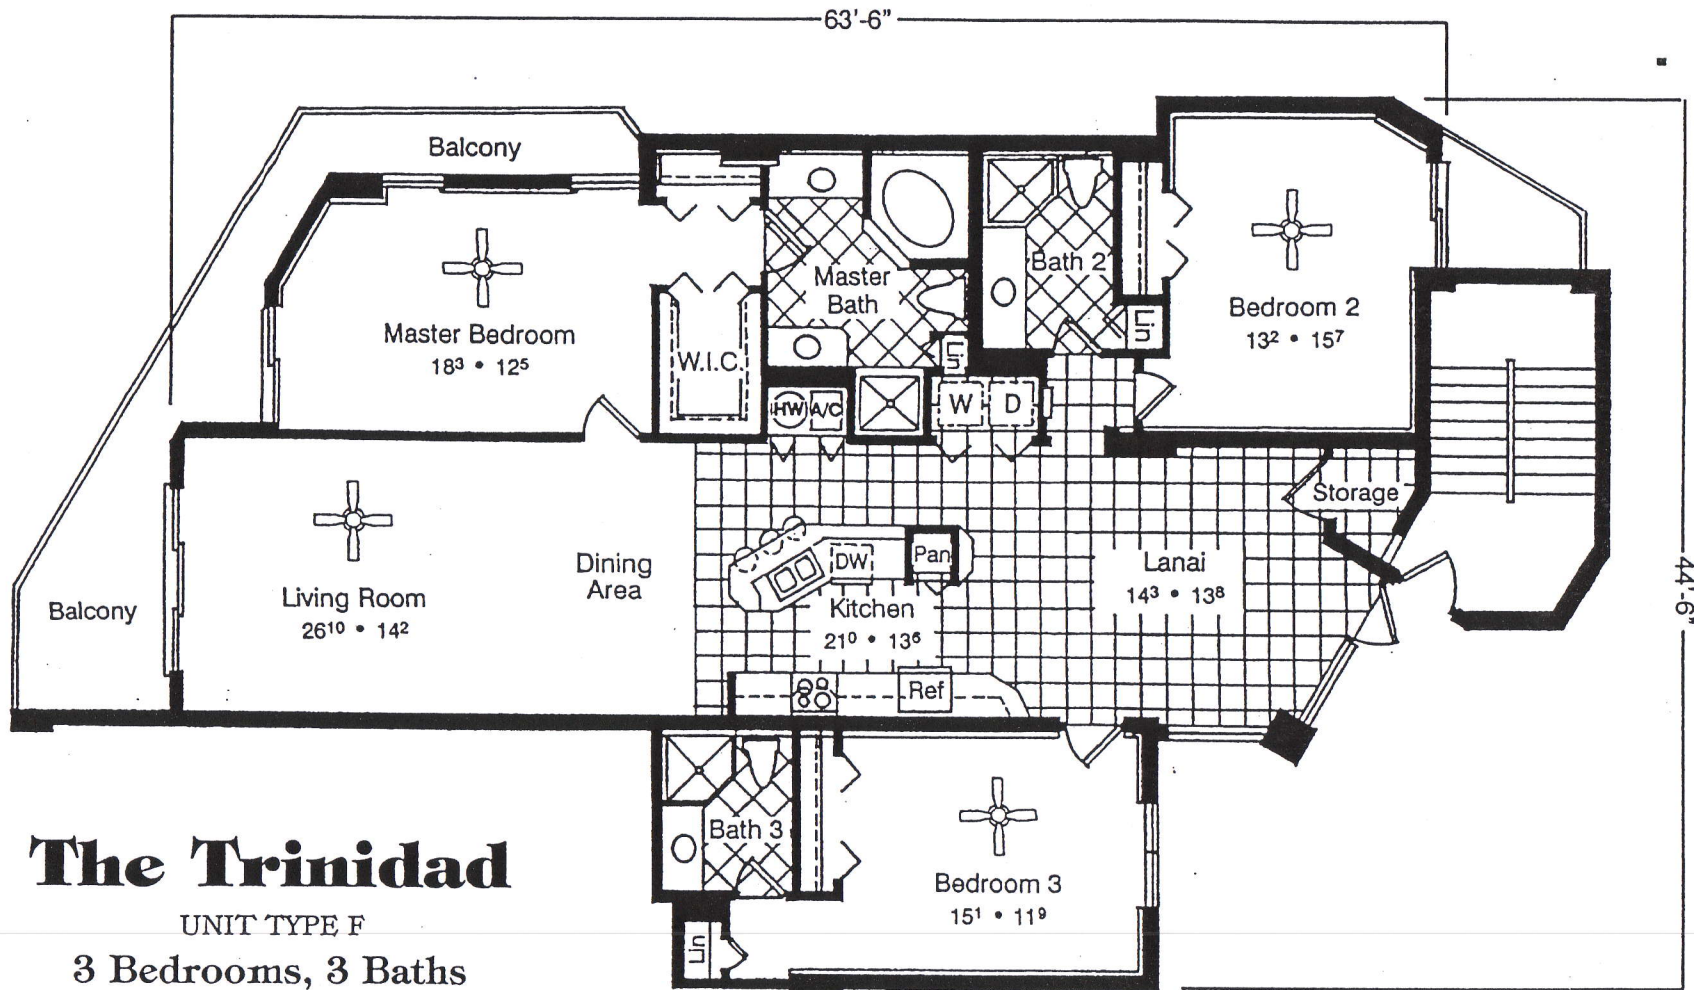 63'-6"
Balcony
Master Bedroom
18³ • 12⁵
W.I.C.
Master
Bath
Lin
HW
A/C
W
D
Bath 2
Lin
Bedroom 2
13² • 15⁷
Balcony
Living Room
26¹⁰ • 14²
Dining
Area
DW
Pan
Kitchen
21⁰ • 13⁶
Ref
Lanai
14³ • 13⁸
Storage
44'-6"
Bath 3
Lin
Bedroom 3
15¹ • 11⁹
The Trinidad
UNIT TYPE F
3 Bedrooms, 3 Baths